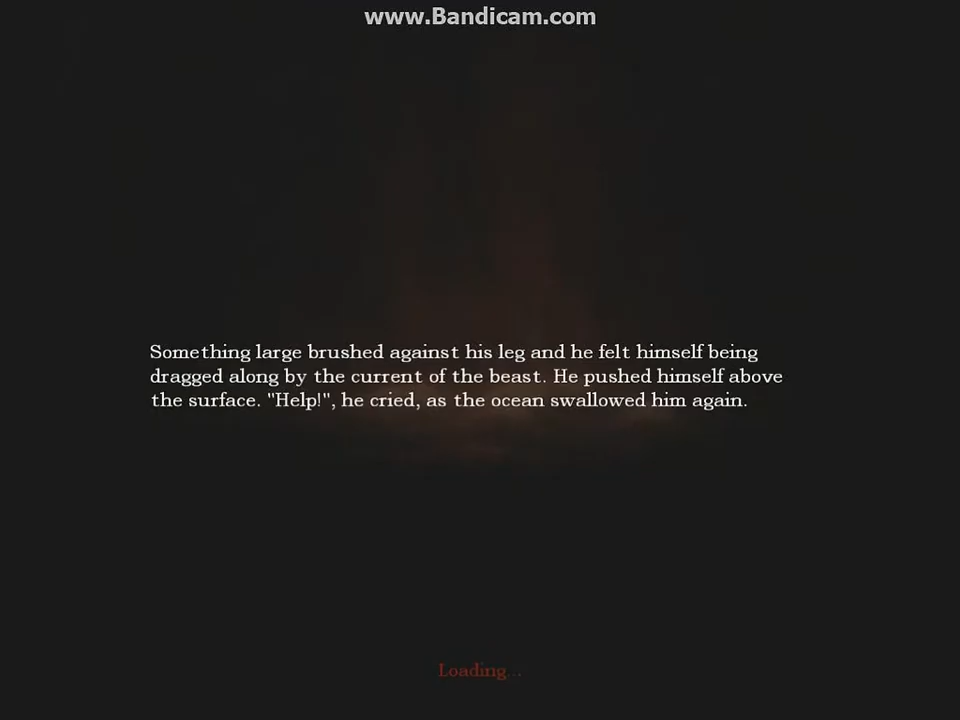 www.Bandicam.com
Something large brushed against his leg and he felt himself being
dragged along by the current of the beast. He pushed himself above
the surface. "Help!", he cried, as the ocean swallowed him again.
Loading...